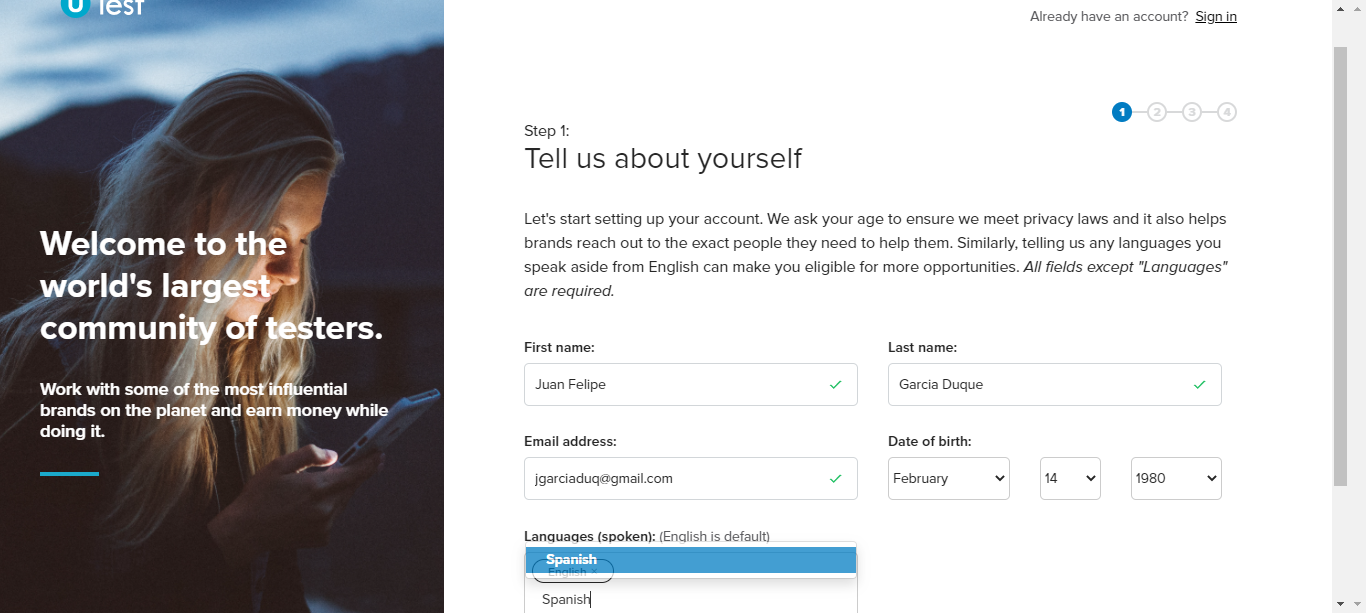 U Test
Already have an account? Sign in
1 2 3 4
Step 1:
Tell us about yourself
Welcome to the
world's largest
community of testers.
Work with some of the most influential
brands on the planet and earn money while
doing it.
Let's start setting up your account. We ask your age to ensure we meet privacy laws and it also helps
brands reach out to the exact people they need to help them. Similarly, telling us any languages you
speak aside from English can make you eligible for more opportunities. All fields except "Languages"
are required.
First name: Last name:
Juan Felipe Garcia Duque
Email address: Date of birth:
jgarciaduq@gmail.com February 14 1980
Languages (spoken): (English is default)
Spanish
English ×
Spanish